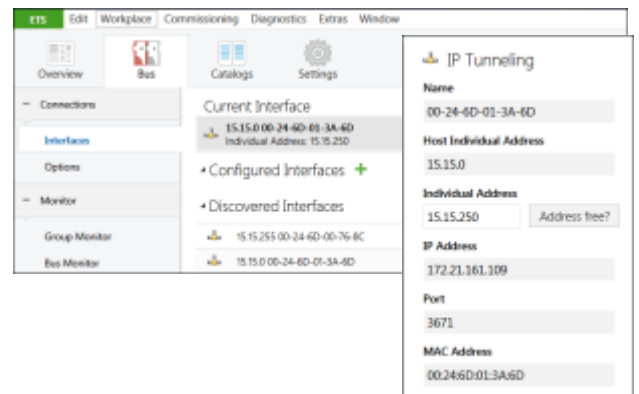 ETS Edit Workplace Commissioning Diagnostics Extras Window
Overview Bus Catalogs Settings
Connections
Interfaces
Options
Monitor
Group Monitor
Bus Monitor
Current Interface
15.15.0 00-24-6D-01-3A-6D
Individual Address: 15.15.250
Configured Interfaces +
Discovered Interfaces
15.15.255 00-24-6D-00-76-8C
15.15.0 00-24-6D-01-3A-6D
IP Tunneling
Name
00-24-6D-01-3A-6D
Host Individual Address
15.15.0
Individual Address
15.15.250 Address free?
IP Address
172.21.161.109
Port
3671
MAC Address
00:24:6D:01:3A:6D